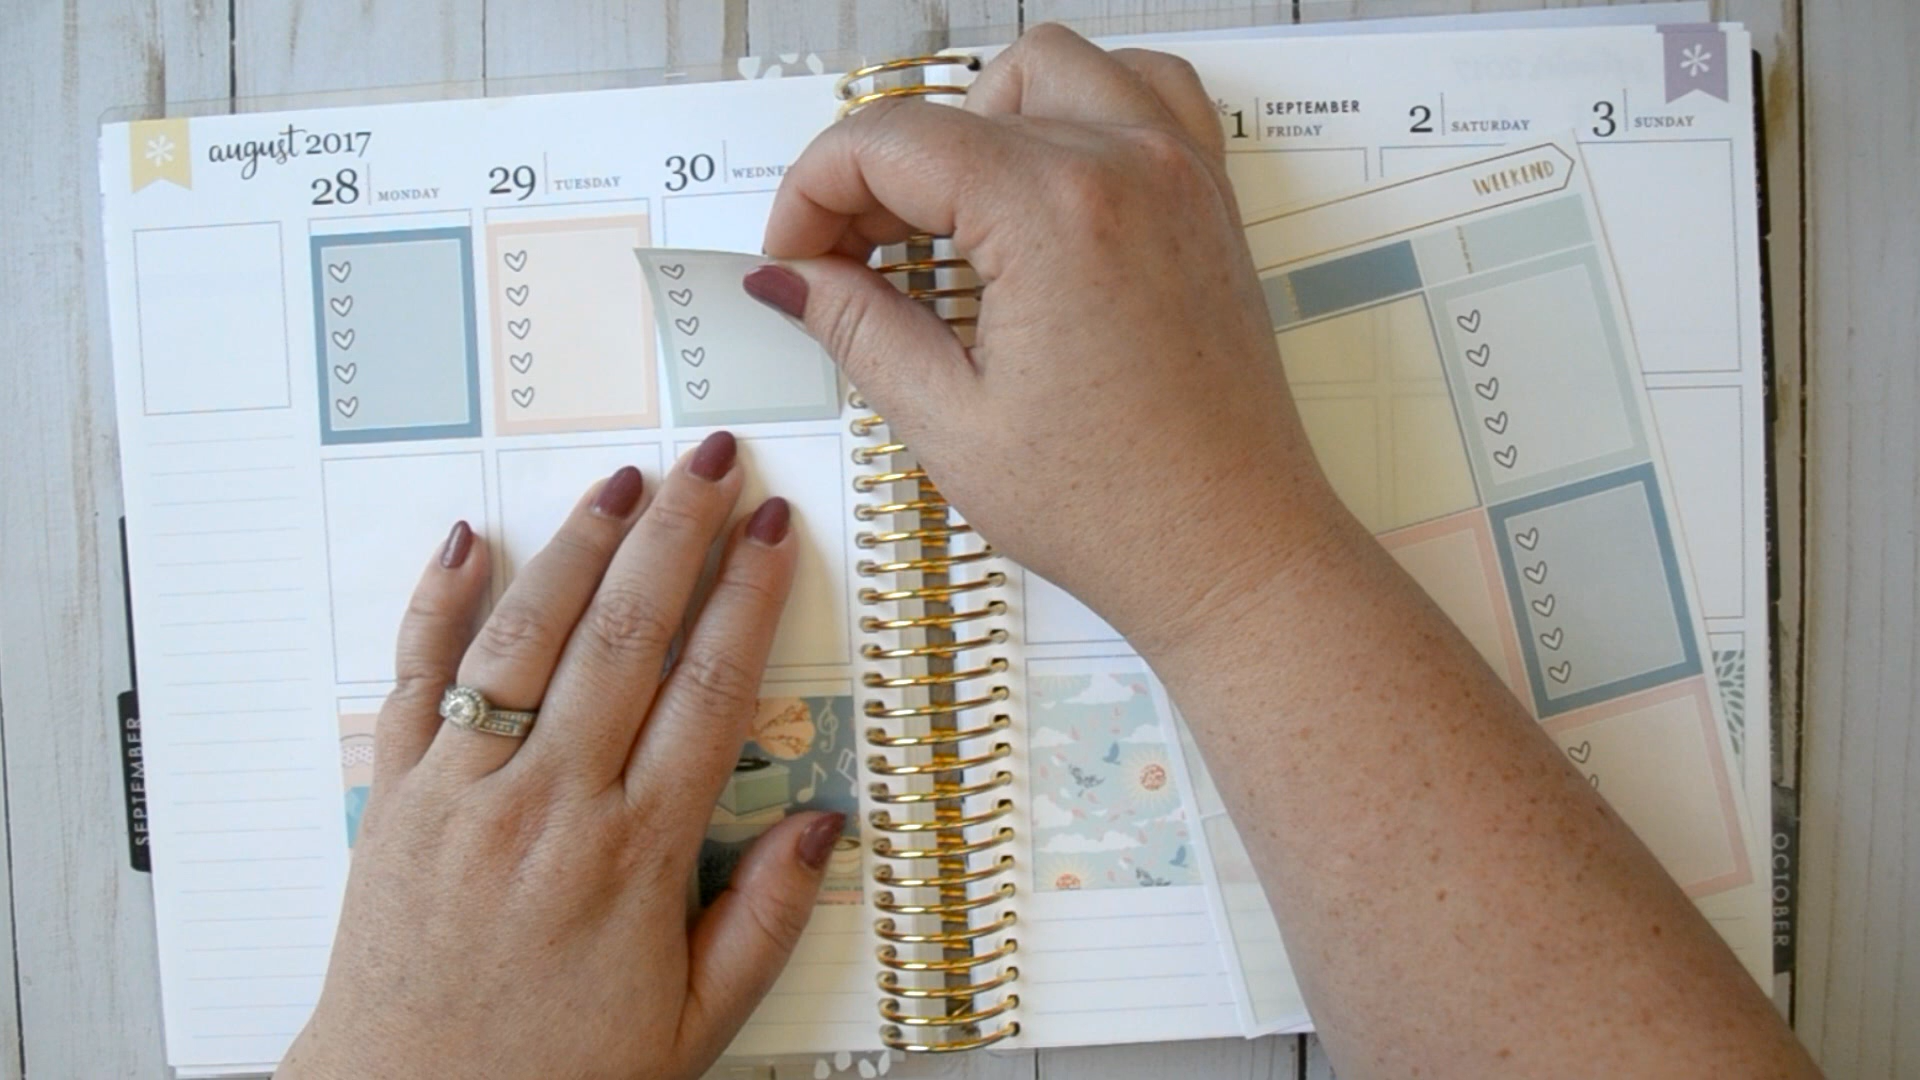 august 2017
28 MONDAY
29 TUESDAY
30
1 SEPTEMBER FRIDAY
2 SATURDAY
3 SUNDAY
WEEKEND
SEPTEMBER
OCTOBER